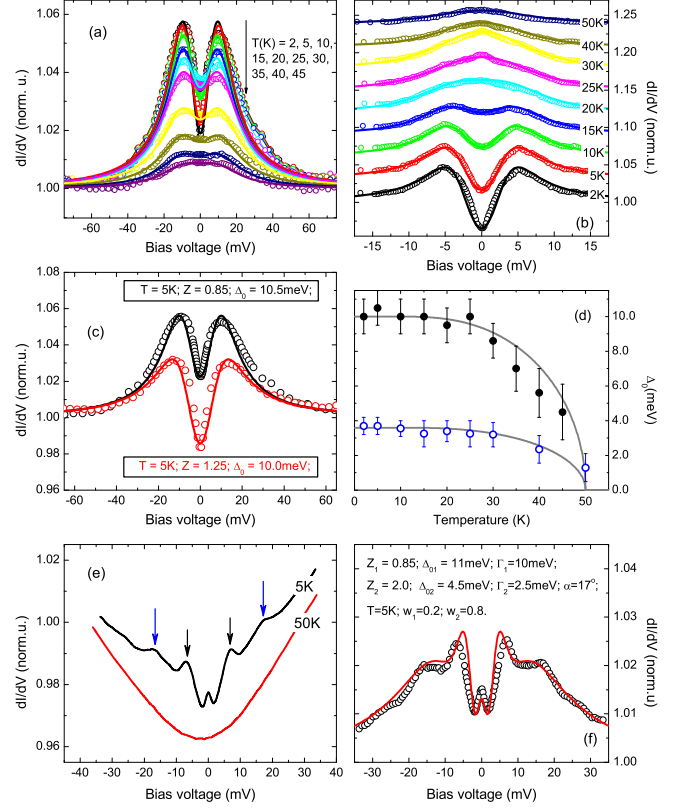 (a)
T(K) = 2, 5, 10,
15, 20, 25, 30,
35, 40, 45
dI/dV (norm. u.)
1.06
1.04
1.02
1.00
-60 -40 -20 0 20 40 60
Bias voltage (mV)
50K
40K
30K
25K
20K
15K
10K
5K
2K
(b)
1.25
1.20
1.15
1.10
1.05
1.00
dI/dV (norm.u.)
-15 -10 -5 0 5 10 15
Bias voltage (mV)
(c)
T = 5K; Z = 0.85; Δ₀ = 10.5meV;
T = 5K; Z = 1.25; Δ₀ = 10.0meV;
dI/dV (norm.u.)
1.08
1.06
1.04
1.02
1.00
0.98
0.96
-60 -40 -20 0 20 40 60
Bias voltage (mV)
(d)
10.0
8.0
6.0
4.0
2.0
0.0
Δ₀(meV)
0 10 20 30 40 50
Temperature (K)
(e)
5K
50K
dI/dV (norm.u.)
1.02
1.00
0.98
0.96
-40 -30 -20 -10 0 10 20 30 40
Bias voltage (mV)
Z₁ = 0.85; Δ₀₁ = 11meV; Γ₁=10meV;
Z₂ = 2.0; Δ₀₂ = 4.5meV; Γ₂=2.5meV; α=17°;
T=5K; w₁=0.2; w₂=0.8.
(f)
1.04
1.03
1.02
1.01
1.00
dI/dV (norm.u)
-30 -20 -10 0 10 20 30
Bias voltage (mV)